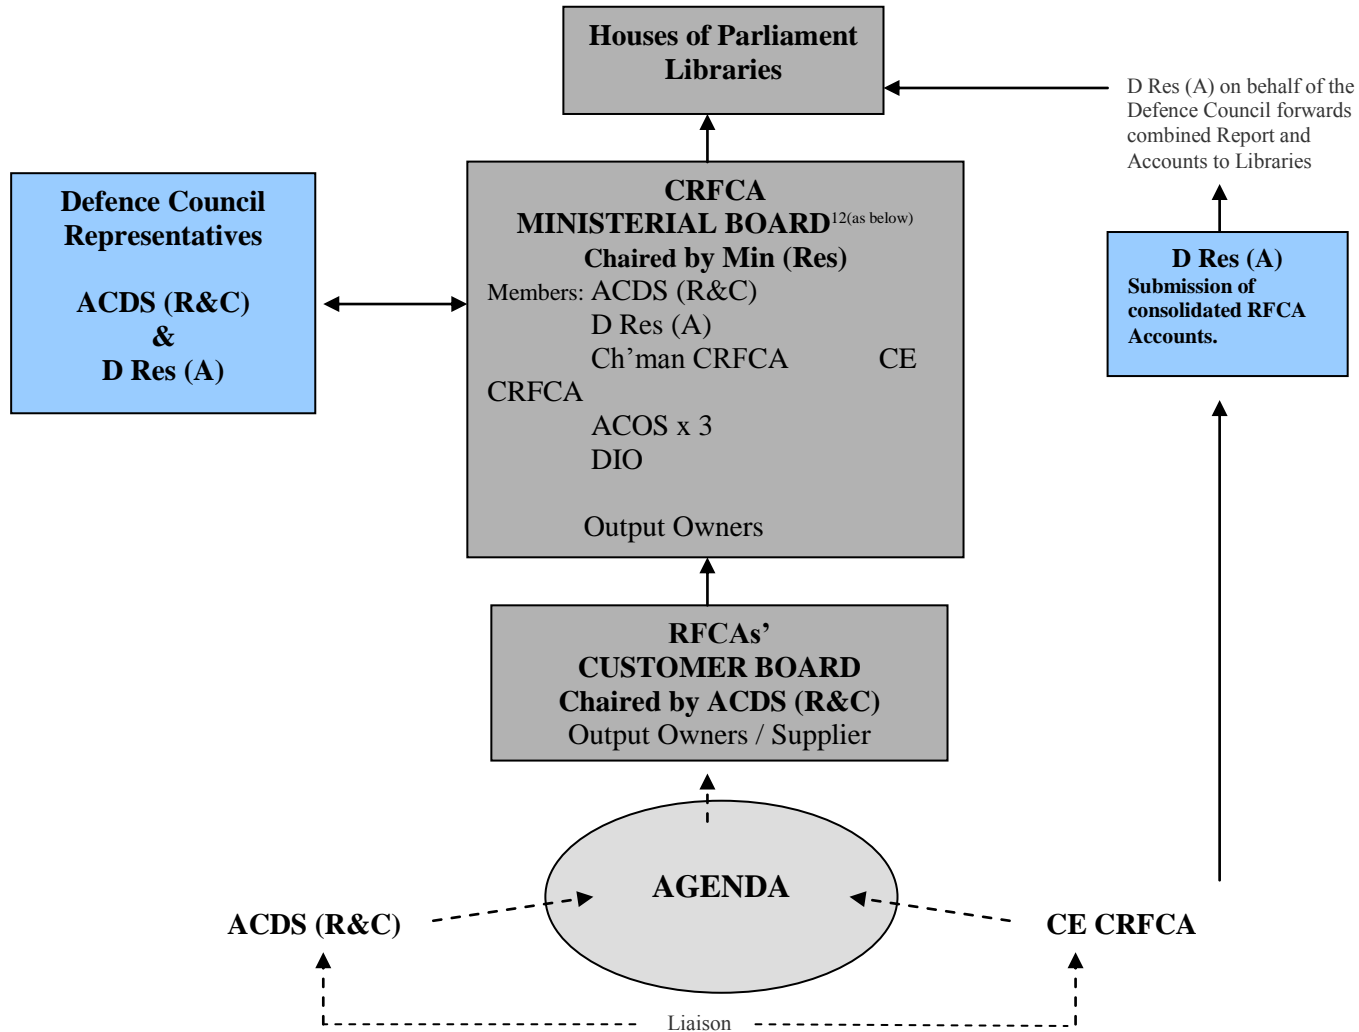 Houses of Parliament
Libraries
D Res (A) on behalf of the
Defence Council forwards
combined Report and
Accounts to Libraries
Defence Council
Representatives
ACDS (R&C)
&
D Res (A)
CRFCA
MINISTERIAL BOARD12(as below)
Chaired by Min (Res)
Members: ACDS (R&C)
D Res (A)
Ch’man CRFCA CE
CRFCA
ACOS x 3
DIO
Output Owners
D Res (A)
Submission of
consolidated RFCA
Accounts.
RFCAs’
CUSTOMER BOARD
Chaired by ACDS (R&C)
Output Owners / Supplier
AGENDA
ACDS (R&C)
CE CRFCA
Liaison